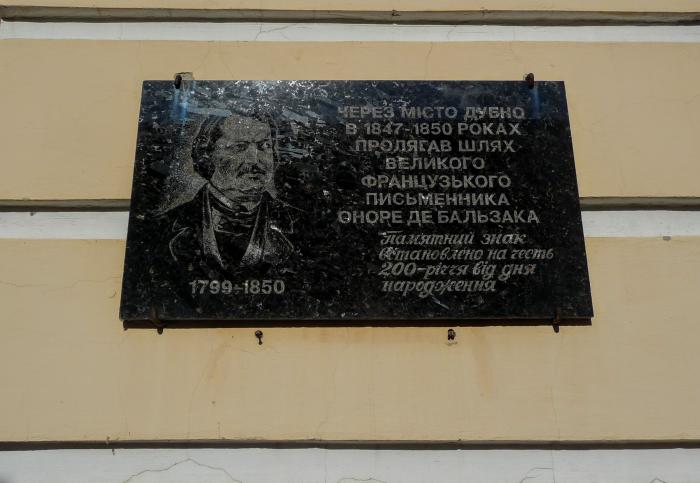 ЧЕРЕЗ МІСТО ДУБНО
В 1847-1850 РОКАХ
ПРОЛЯГАВ ШЛЯХ
ВЕЛИКОГО
ФРАНЦУЗЬКОГО
ПИСЬМЕННИКА
ОНОРЕ ДЕ БАЛЬЗАКА
Памятний знак
встановлено на честь
200-річчя від дня
народження
1799-1850